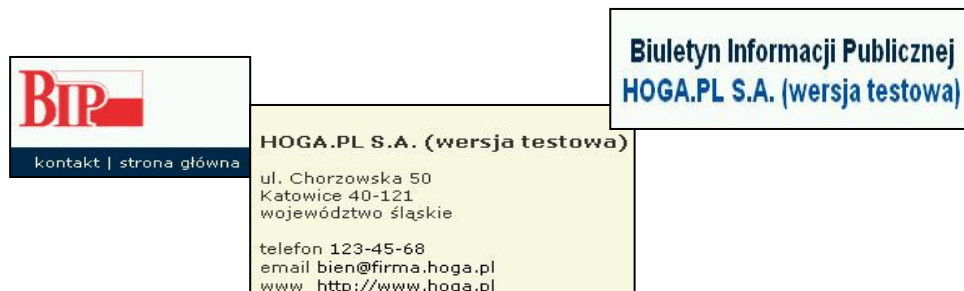 BIP
kontakt | strona główna
HOGA.PL S.A. (wersja testowa)
ul. Chorzowska 50
Katowice 40-121
województwo śląskie
telefon 123-45-68
email bien@firma.hoga.pl
www http://www.hoga.pl
Biuletyn Informacji Publicznej
HOGA.PL S.A. (wersja testowa)